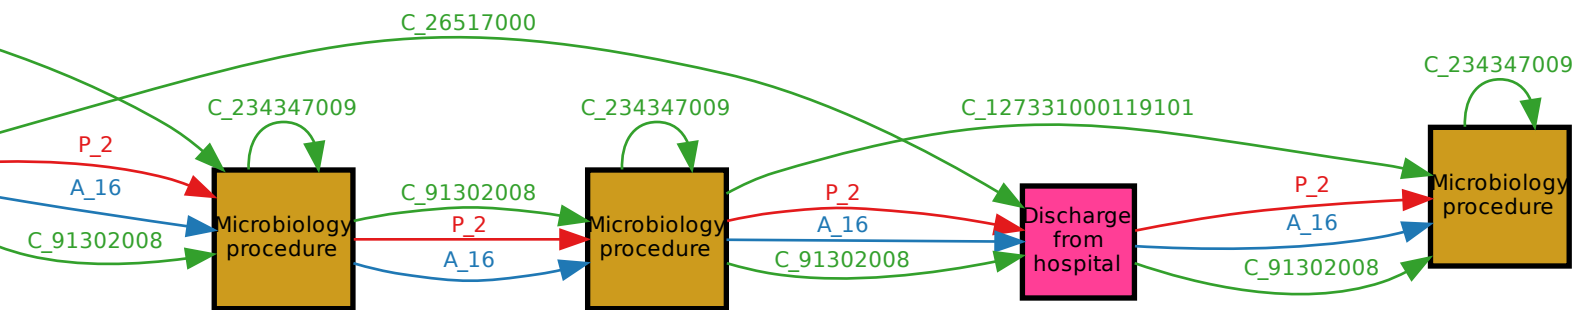 C_26517000
C_234347009
C_234347009
C_127331000119101
C_234347009
P_2
A_16
C_91302008
Microbiology
procedure
C_91302008
P_2
A_16
Microbiology
procedure
P_2
A_16
C_91302008
Discharge
from
hospital
P_2
A_16
C_91302008
Microbiology
procedure